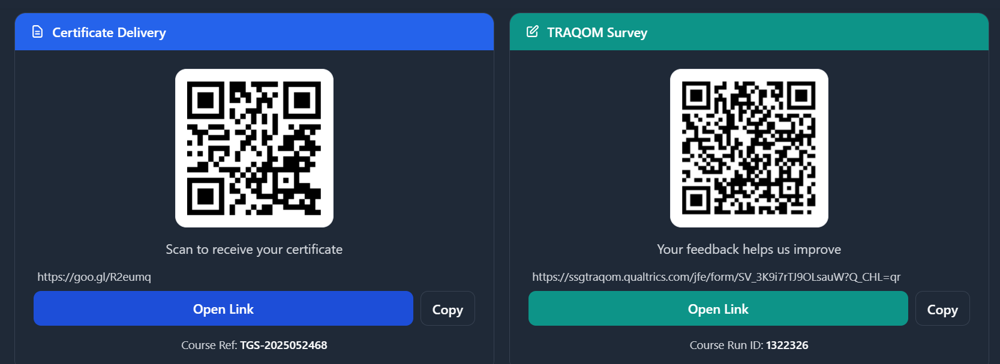 Certificate Delivery
Scan to receive your certificate
https://goo.gl/R2eumq
Open Link
Copy
Course Ref: TGS-2025052468
TRAQOM Survey
Your feedback helps us improve
https://ssgtraqom.qualtrics.com/jfe/form/SV_3K9i7rTJ9OLsauW?Q_CHL=qr
Open Link
Copy
Course Run ID: 1322326